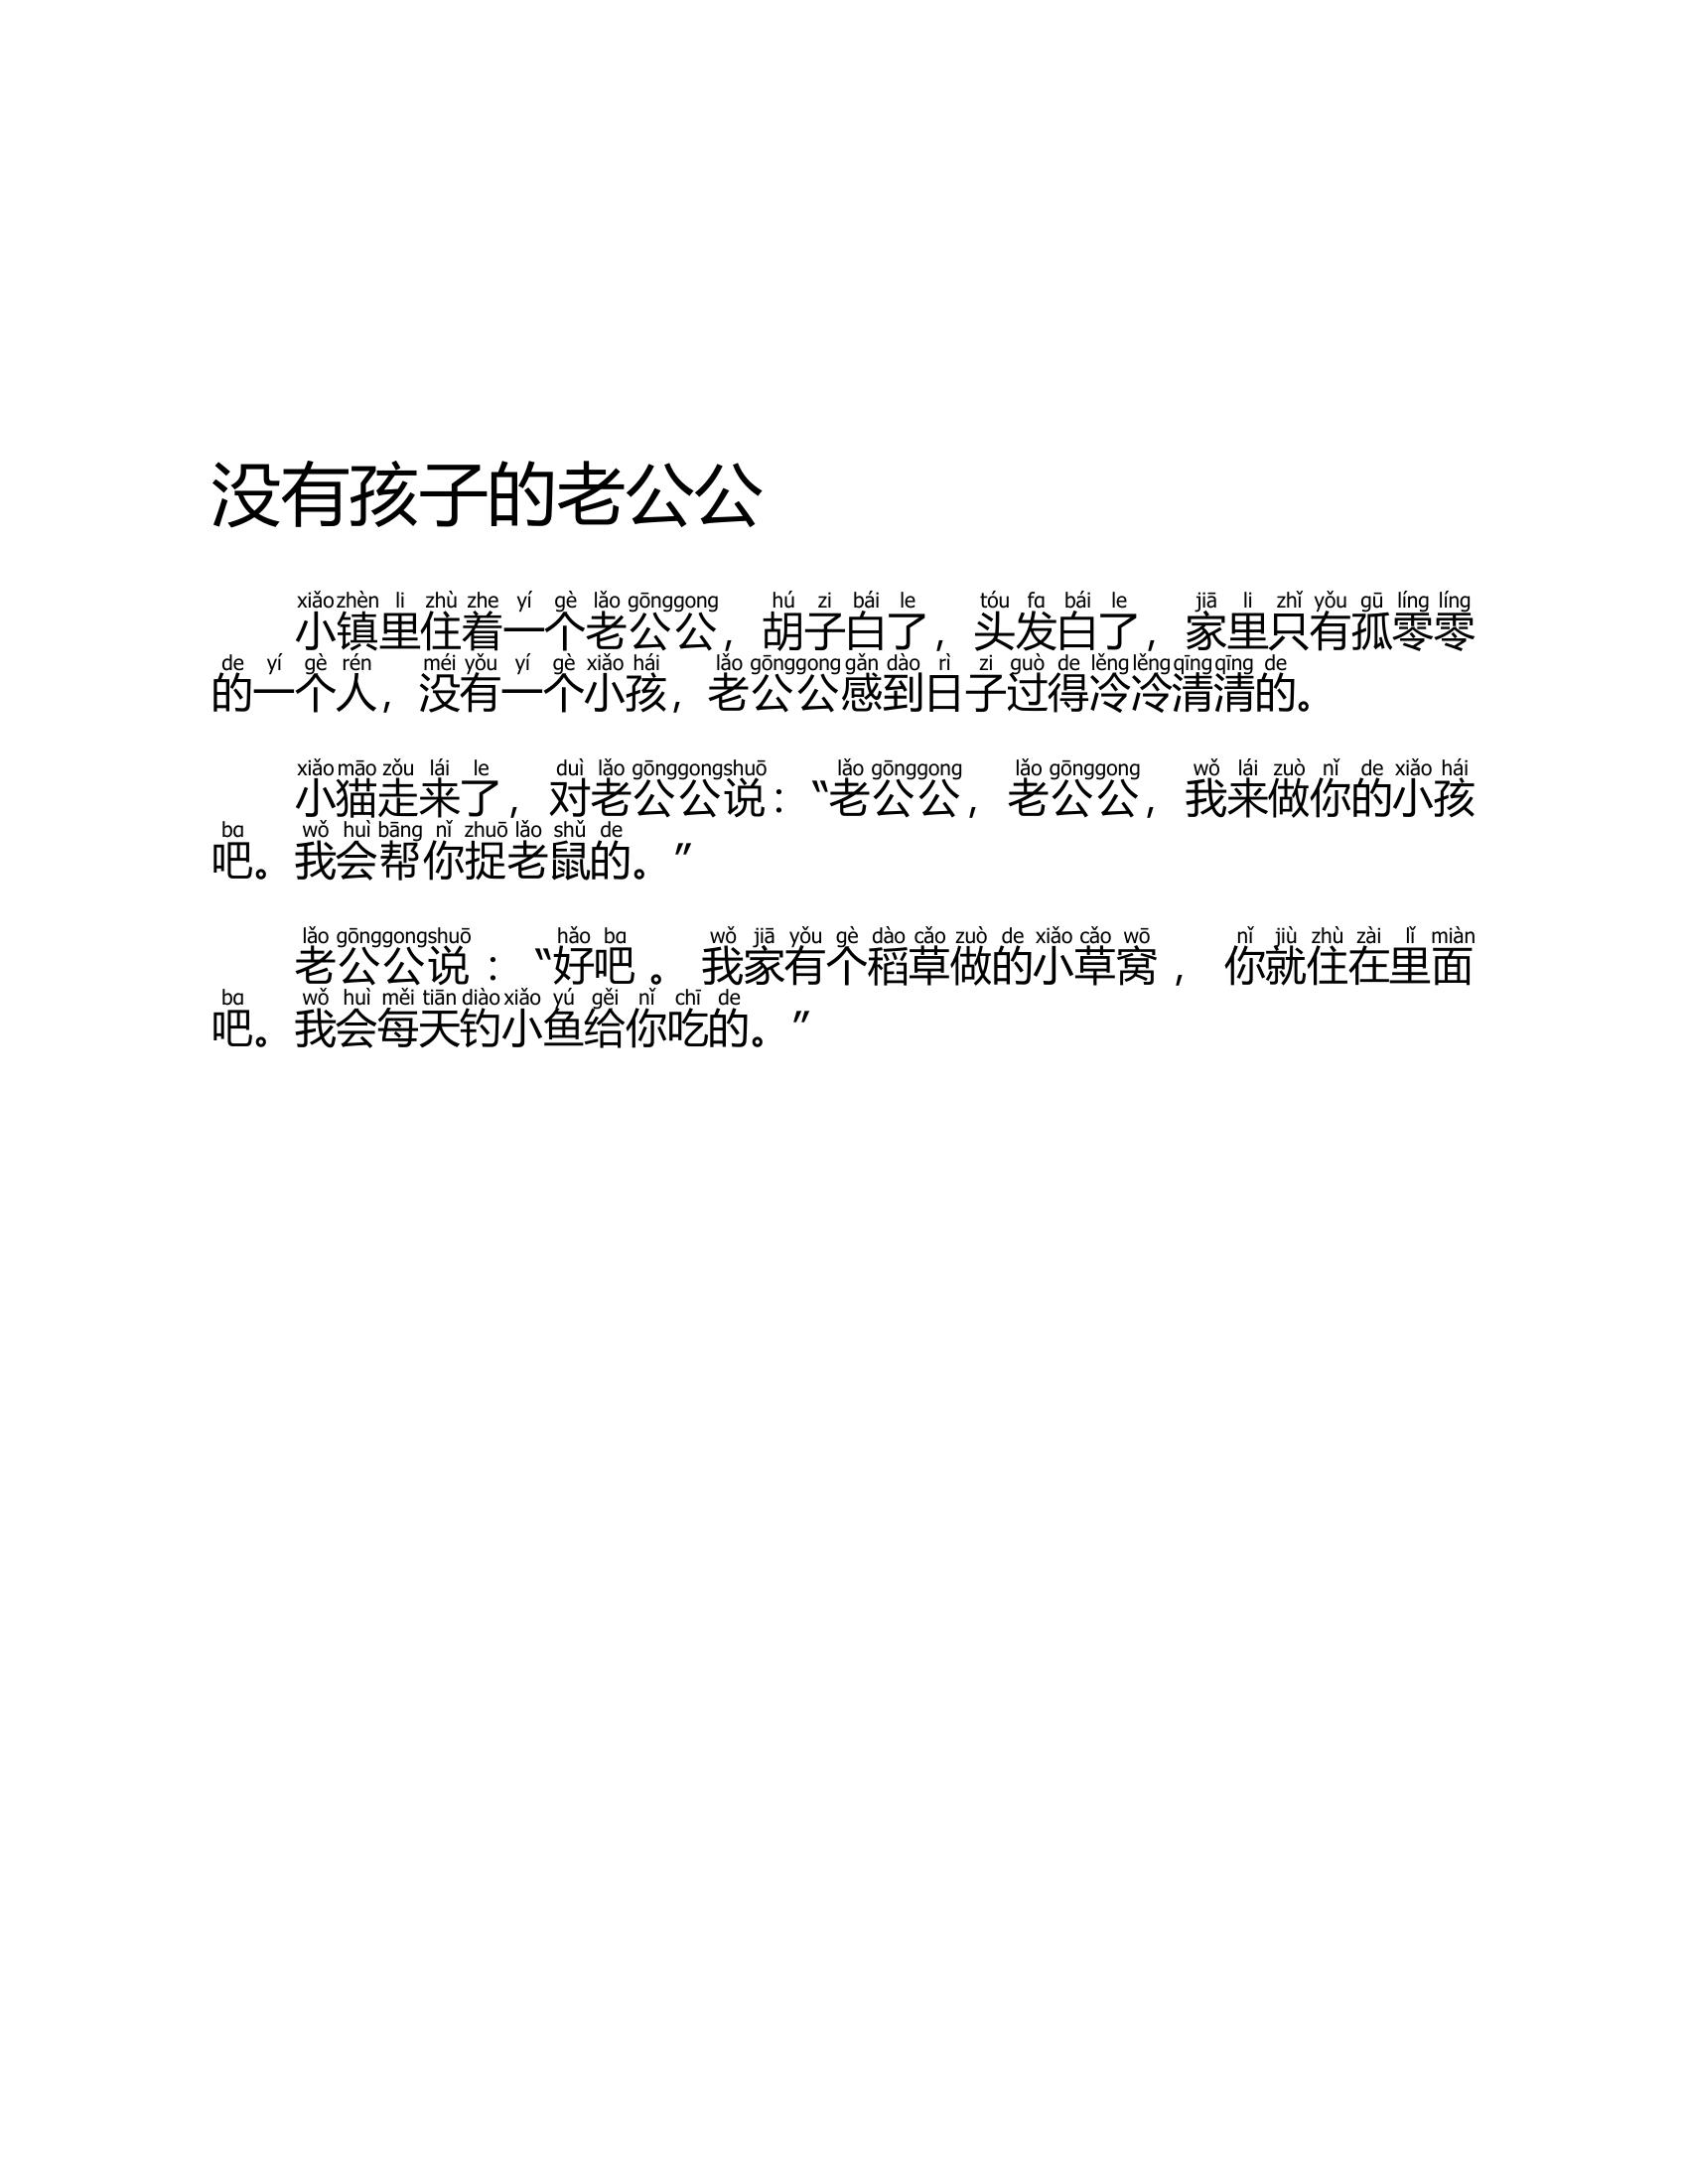 没有孩子的老公公
xiǎo zhèn li zhù zhe yí gè lǎo gōng gong hú zi bái le tóu fa bái le jiā li zhǐ yǒu gū líng líng
小镇里住着一个老公公，胡子白了，头发白了，家里只有孤零零
de yí gè rén méi yǒu yí gè xiǎo hái lǎo gōng gong gǎn dào rì zi guò de lěng lěng qīng qīng de
的一个人，没有一个小孩，老公公感到日子过得冷冷清清的。
xiǎo māo zǒu lái le duì lǎo gōng gong shuō lǎo gōng gong lǎo gōng gong wǒ lái zuò nǐ de xiǎo hái
小猫走来了，对老公公说：“老公公，老公公，我来做你的小孩
ba wǒ huì bāng nǐ zhuō lǎo shǔ de
吧。我会帮你捉老鼠的。”
lǎo gōng gong shuō hǎo ba wǒ jiā yǒu gè dào cǎo zuò de xiǎo cǎo wō nǐ jiù zhù zài lǐ miàn
老公公说：“好吧。我家有个稻草做的小草窝，你就住在里面
ba wǒ huì měi tiān diào xiǎo yú gěi nǐ chī de
吧。我会每天钓小鱼给你吃的。”